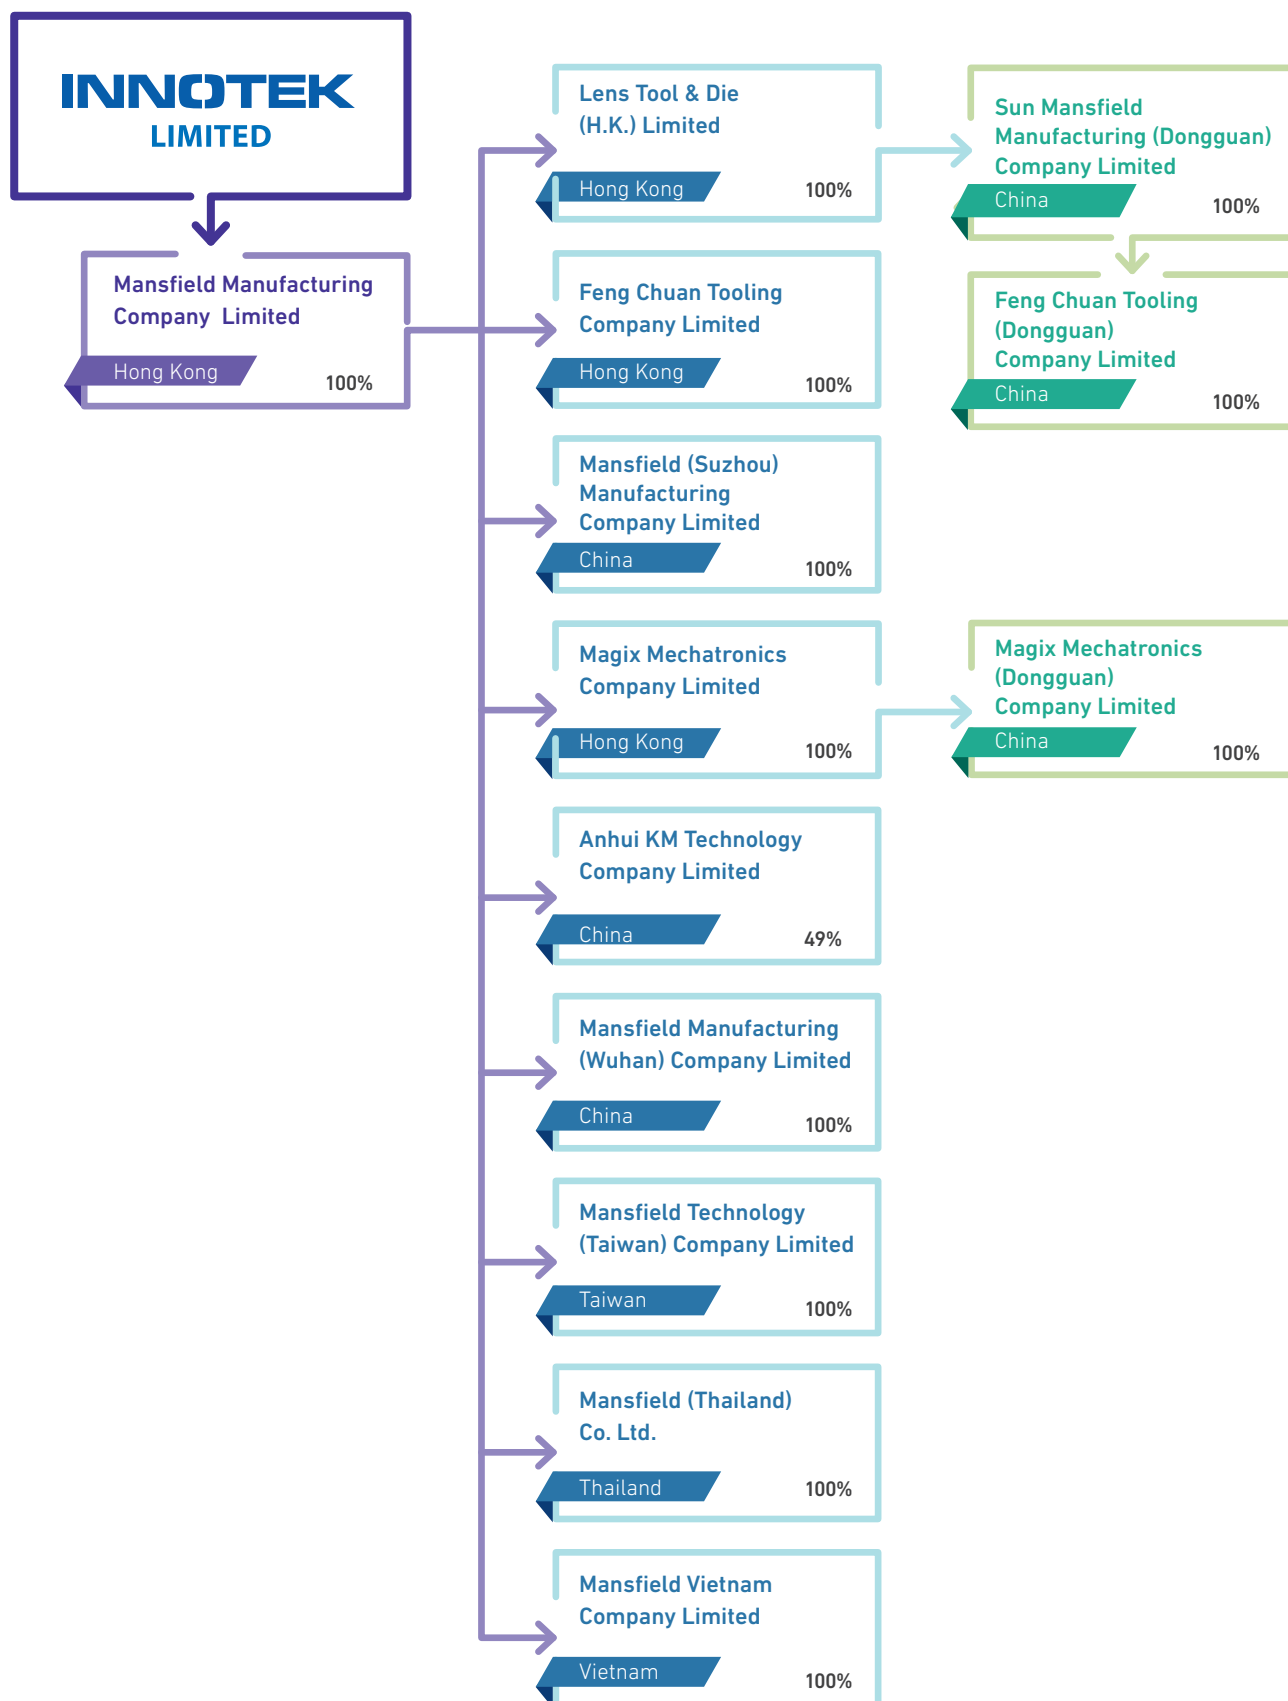 INNOTEK
LIMITED
Mansfield Manufacturing
Company Limited
Hong Kong
100%
Lens Tool & Die
(H.K.) Limited
Hong Kong
100%
Feng Chuan Tooling
Company Limited
Hong Kong
100%
Mansfield (Suzhou)
Manufacturing
Company Limited
China
100%
Magix Mechatronics
Company Limited
Hong Kong
100%
Anhui KM Technology
Company Limited
China
49%
Mansfield Manufacturing
(Wuhan) Company Limited
China
100%
Mansfield Technology
(Taiwan) Company Limited
Taiwan
100%
Mansfield (Thailand)
Co. Ltd.
Thailand
100%
Mansfield Vietnam
Company Limited
Vietnam
100%
Sun Mansfield
Manufacturing (Dongguan)
Company Limited
China
100%
Feng Chuan Tooling
(Dongguan)
Company Limited
China
100%
Magix Mechatronics
(Dongguan)
Company Limited
China
100%